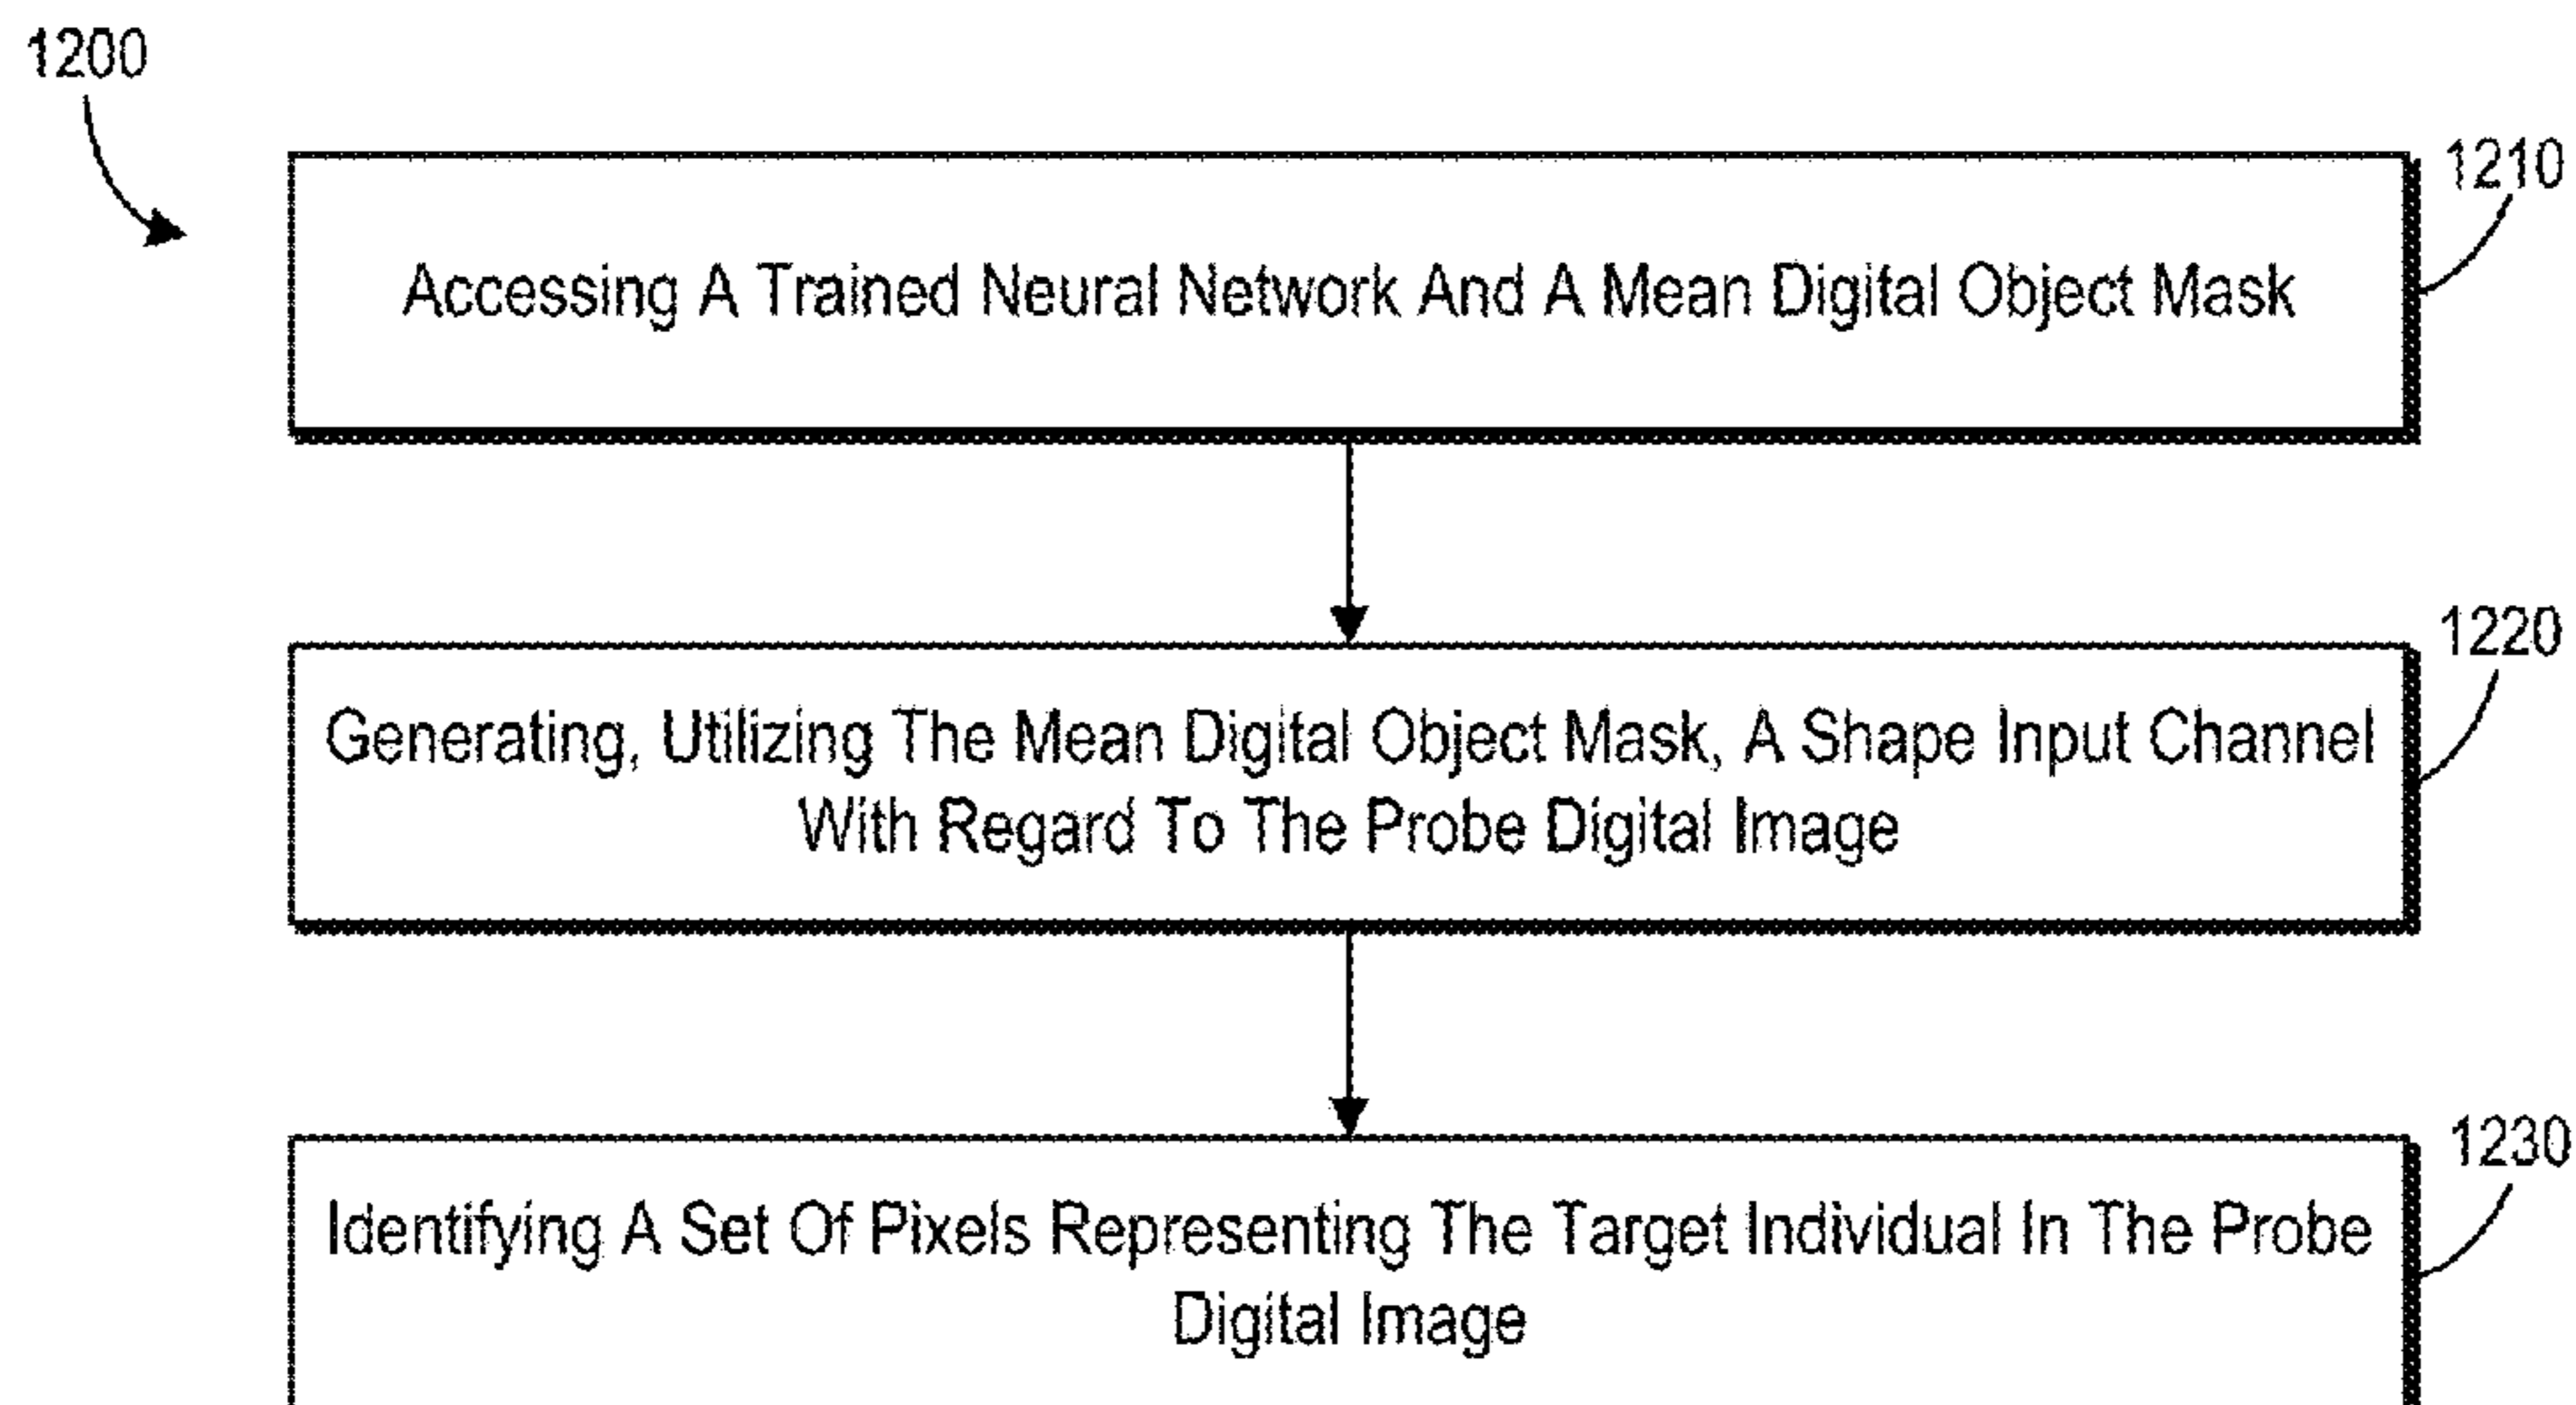 1200
1210
Accessing A Trained Neural Network And A Mean Digital Object Mask
1220
Generating, Utilizing The Mean Digital Object Mask, A Shape Input Channel
With Regard To The Probe Digital Image
1230
Identifying A Set Of Pixels Representing The Target Individual In The Probe
Digital Image